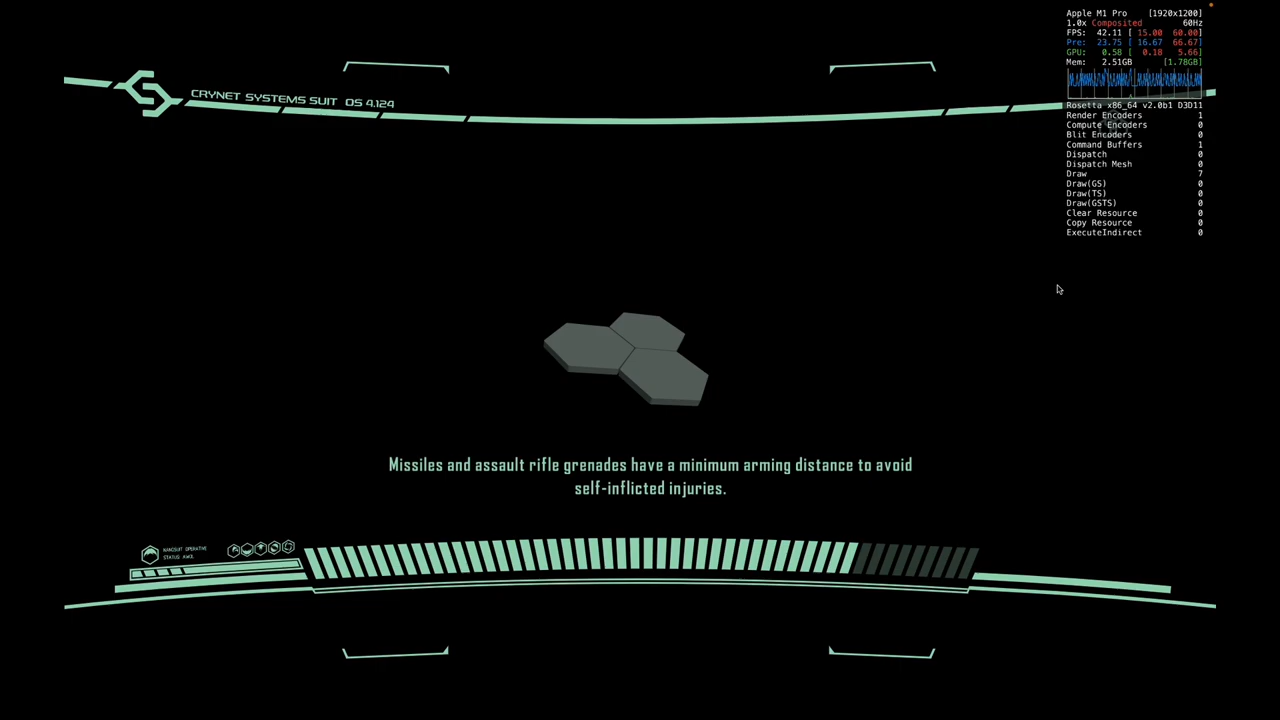 Apple M1 Pro [1920x1200]
1.0x Composited 60Hz
FPS: 42.11 [ 15.00 60.00]
Pre: 23.75 [ 16.67 66.67]
GPU: 0.58 [ 0.18 5.66]
Mem: 2.51GB [1.78GB]
CRYNET SYSTEMS SUIT OS 4.124
Rosetta x86_64 v2.0b1 D3D11
Render Encoders 1
Compute Encoders 0
Blit Encoders 0
Command Buffers 1
Dispatch 0
Dispatch Mesh 0
Draw 7
Draw(GS) 0
Draw(TS) 0
Draw(GSTS) 0
Clear Resource 0
Copy Resource 0
ExecuteIndirect 0
Missiles and assault rifle grenades have a minimum arming distance to avoid
self-inflicted injuries.
NANOSUIT OPERATIVE
STATUS: AWOL